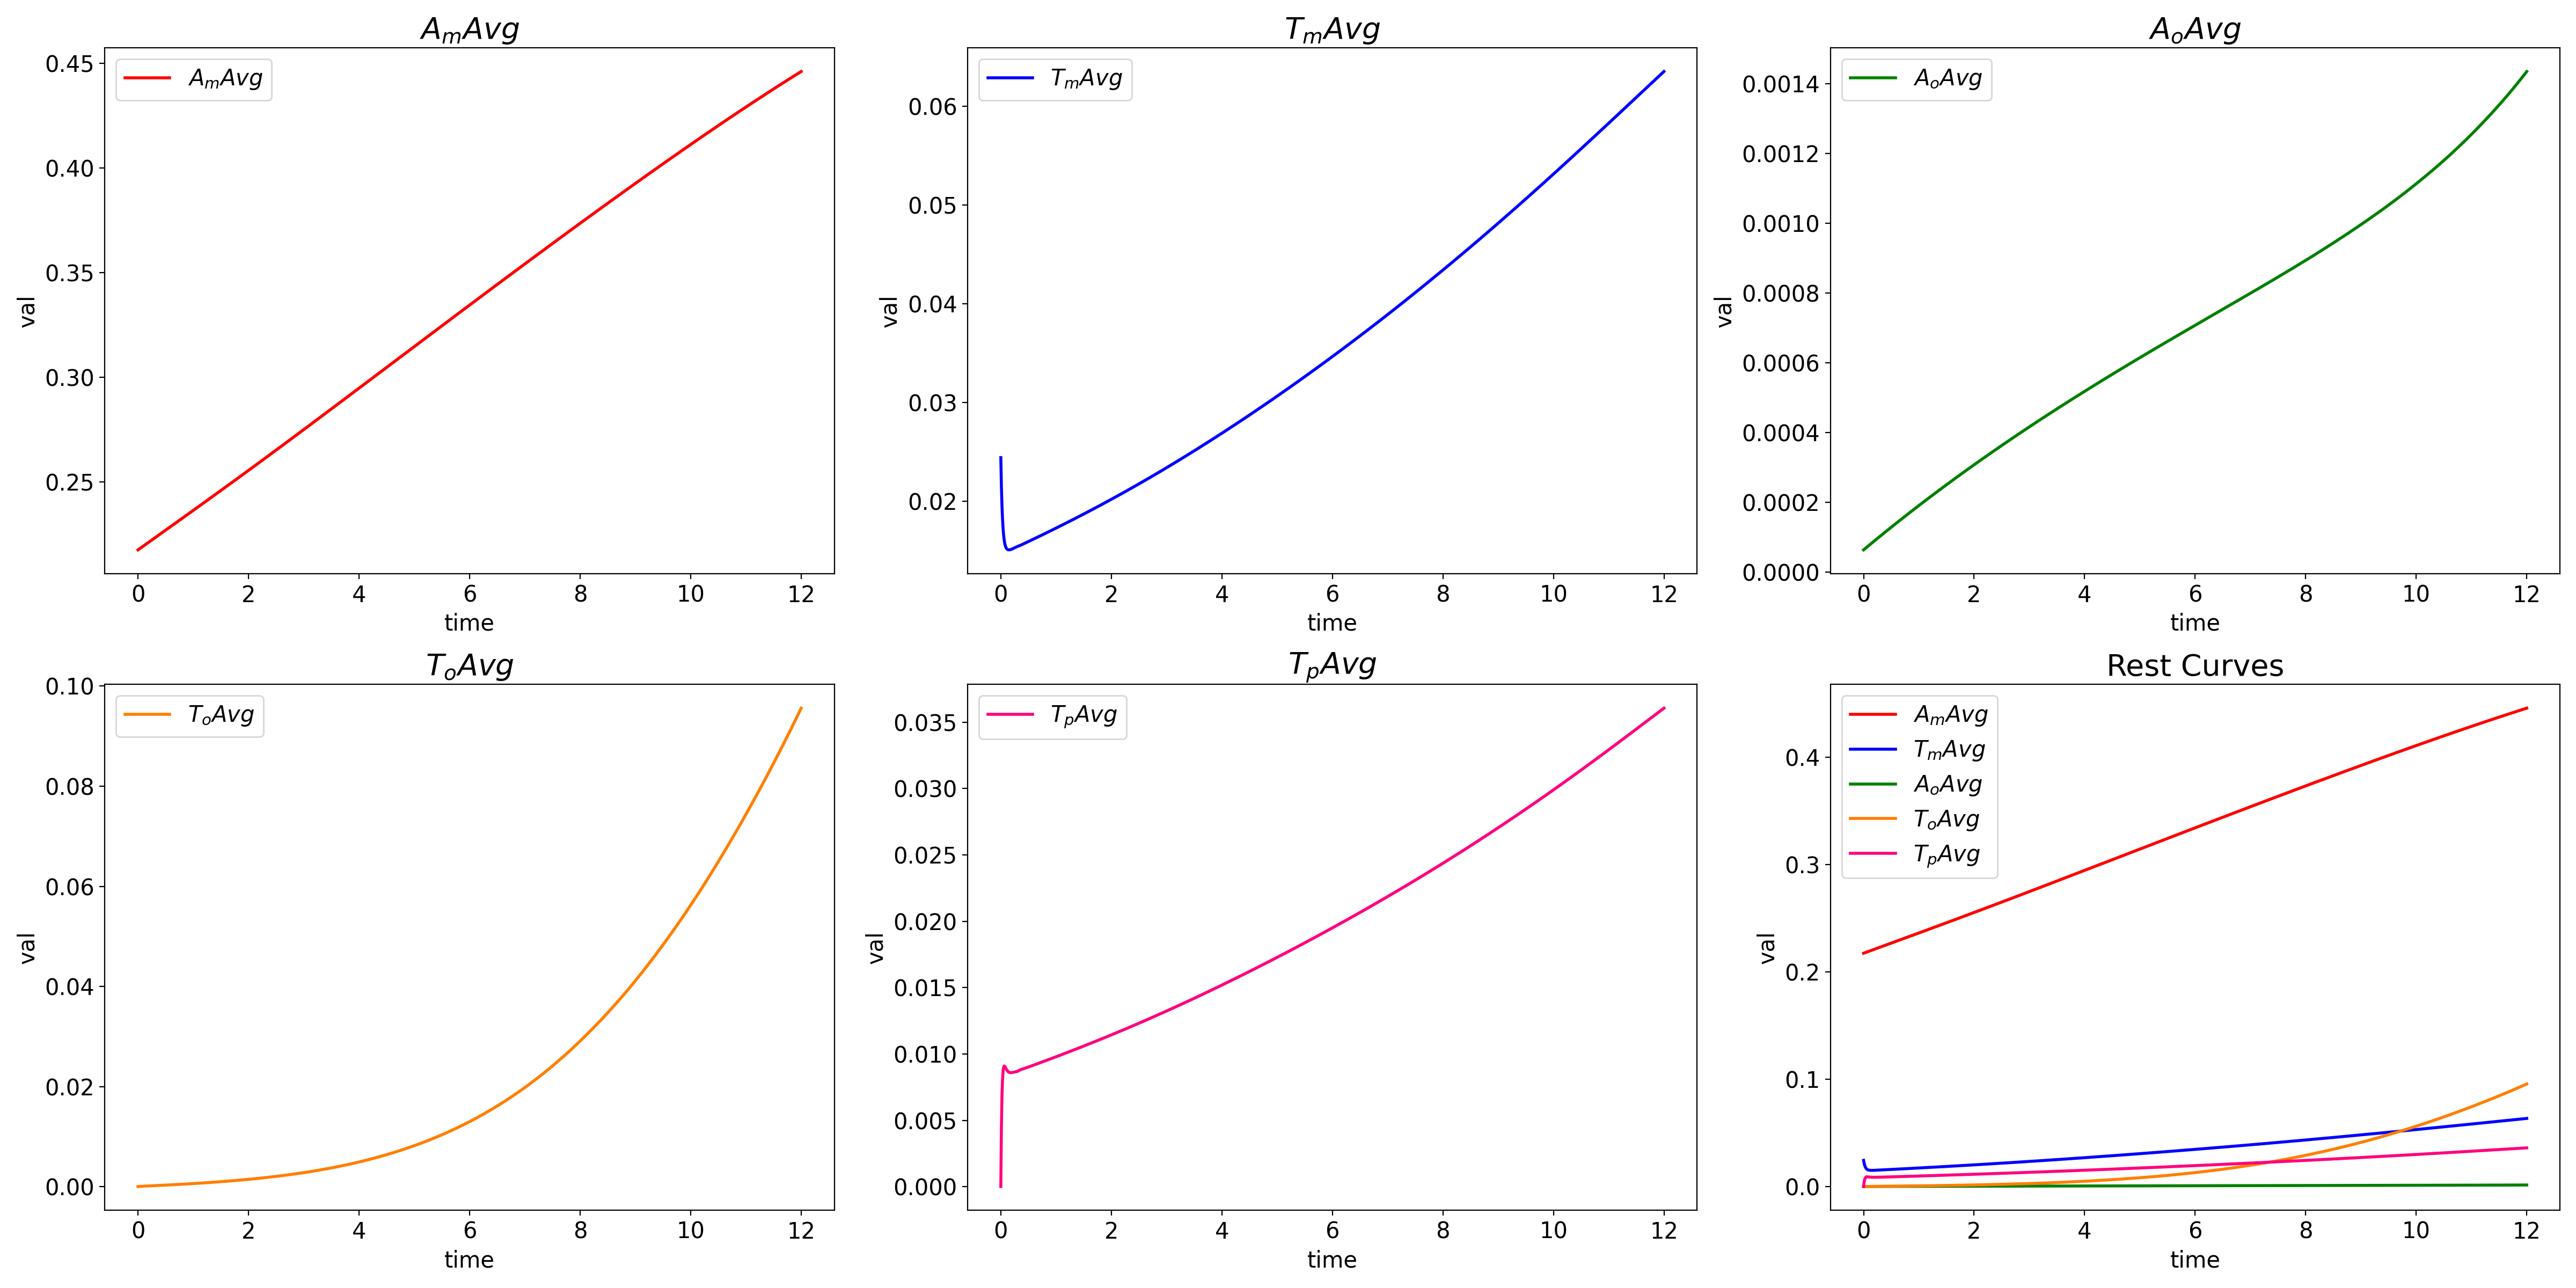 A_mAvg
A_mAvg
0.45
0.40
0.35
0.30
0.25
val
0 2 4 6 8 10 12
time
T_mAvg
T_mAvg
0.06
0.05
0.04
0.03
0.02
val
0 2 4 6 8 10 12
time
A_oAvg
A_oAvg
0.0014
0.0012
0.0010
0.0008
0.0006
0.0004
0.0002
0.0000
val
0 2 4 6 8 10 12
time
T_oAvg
T_oAvg
0.10
0.08
0.06
0.04
0.02
0.00
val
0 2 4 6 8 10 12
time
T_pAvg
T_pAvg
0.035
0.030
0.025
0.020
0.015
0.010
0.005
0.000
val
0 2 4 6 8 10 12
time
Rest Curves
A_mAvg
T_mAvg
A_oAvg
T_oAvg
T_pAvg
0.4
0.3
0.2
0.1
0.0
val
0 2 4 6 8 10 12
time